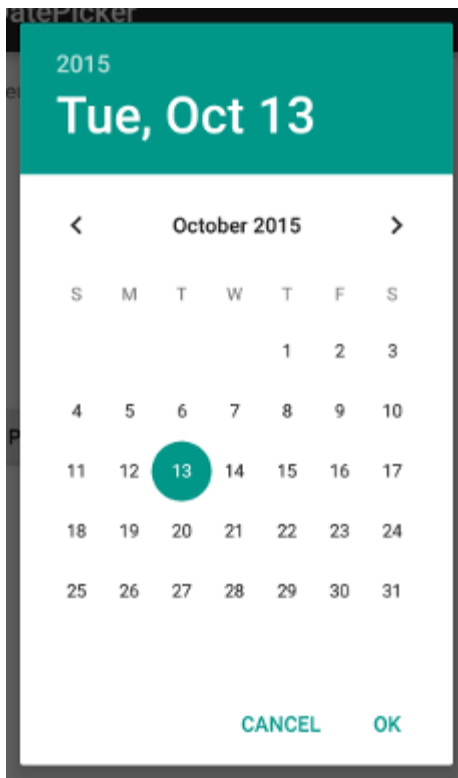 2015
Tue, Oct 13
October 2015
S M T W T F S
1 2 3
4 5 6 7 8 9 10
11 12 13 14 15 16 17
18 19 20 21 22 23 24
25 26 27 28 29 30 31
CANCEL OK